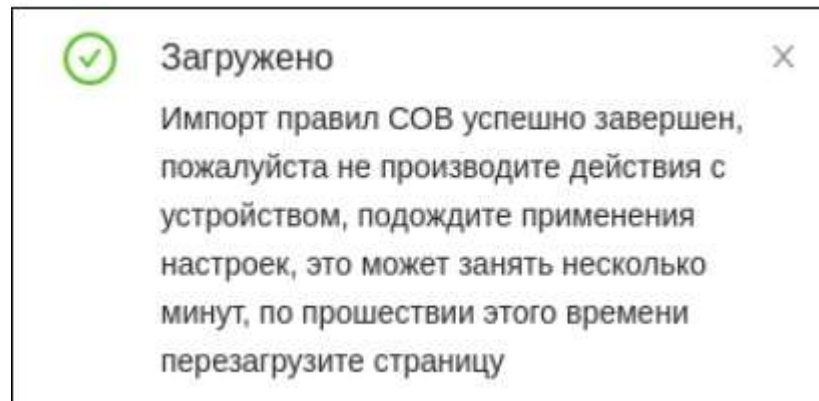 Загружено
Импорт правил СОВ успешно завершен,
пожалуйста не производите действия с
устройством, подождите применения
настроек, это может занять несколько
минут, по прошествии этого времени
перезагрузите страницу